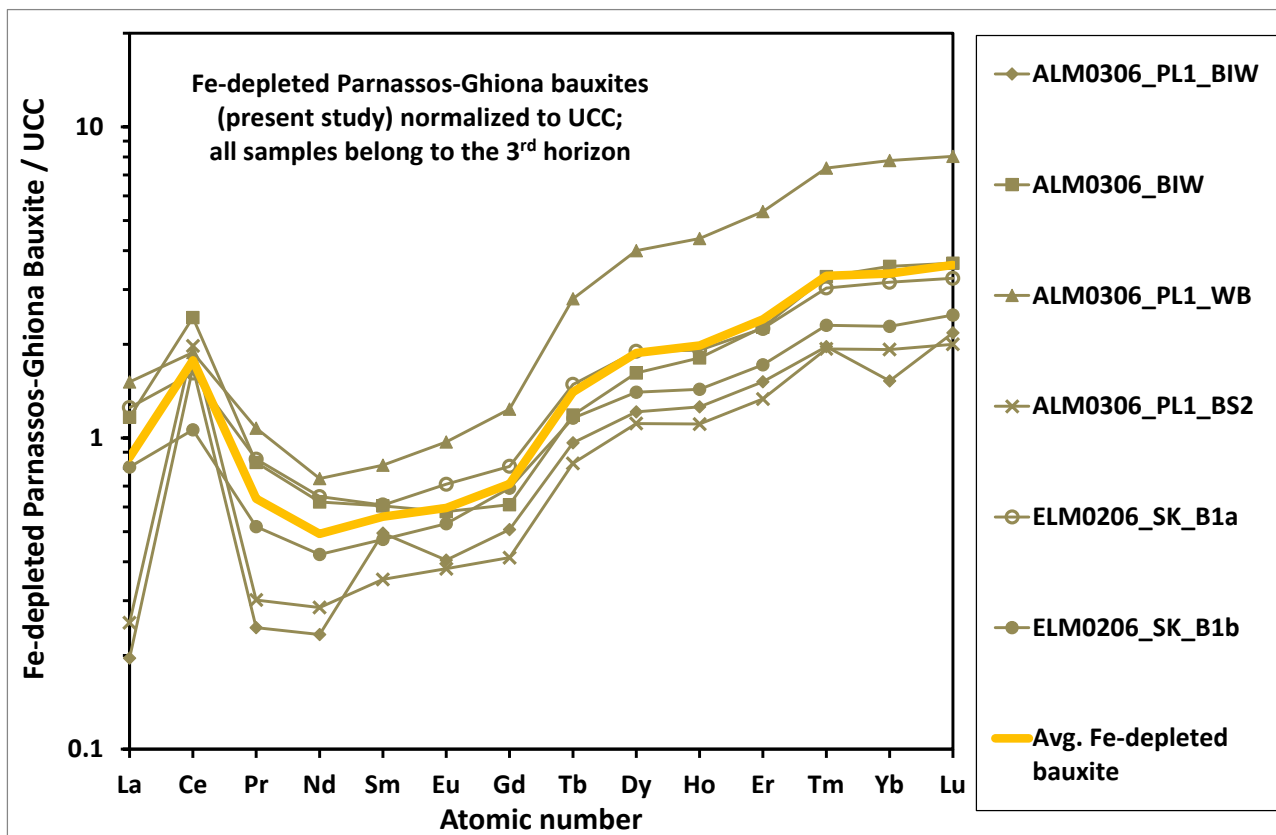 Fe-depleted Parnassos-Ghiona bauxites
(present study) normalized to UCC;
all samples belong to the 3rd horizon
Fe-depleted Parnassos-Ghiona Bauxite / UCC
10
1
0.1
La Ce Pr Nd Sm Eu Gd Tb Dy Ho Er Tm Yb Lu
Atomic number
ALM0306_PL1_BIW
ALM0306_BIW
ALM0306_PL1_WB
ALM0306_PL1_BS2
ELM0206_SK_B1a
ELM0206_SK_B1b
Avg. Fe-depleted
bauxite